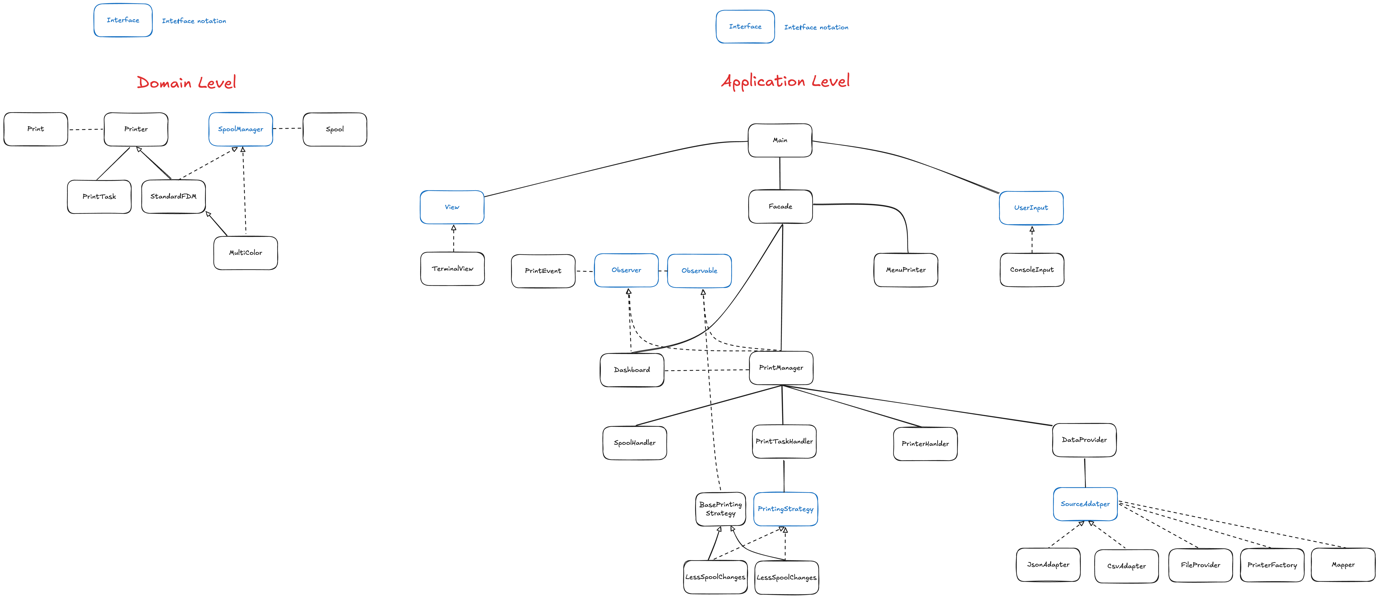 Interface
Interface notation
Interface
Interface notation
Domain Level
Application Level
Print
Printer
SpoolManager
Spool
Main
PrintTask
StandardFDM
View
Facade
UserInput
MultiColor
TerminalView
PrintEvent
Observer
Observable
MenuPrinter
ConsoleInput
Dashboard
PrintManager
SpoolHandler
PrintTaskHandler
PrinterHanlder
DataProvider
BasePrinting
Strategy
PrintingStrategy
SourceAdatper
LessSpoolChanges
LessSpoolChanges
JsonAdapter
CsvAdapter
FileProvider
PrinterFactory
Mapper